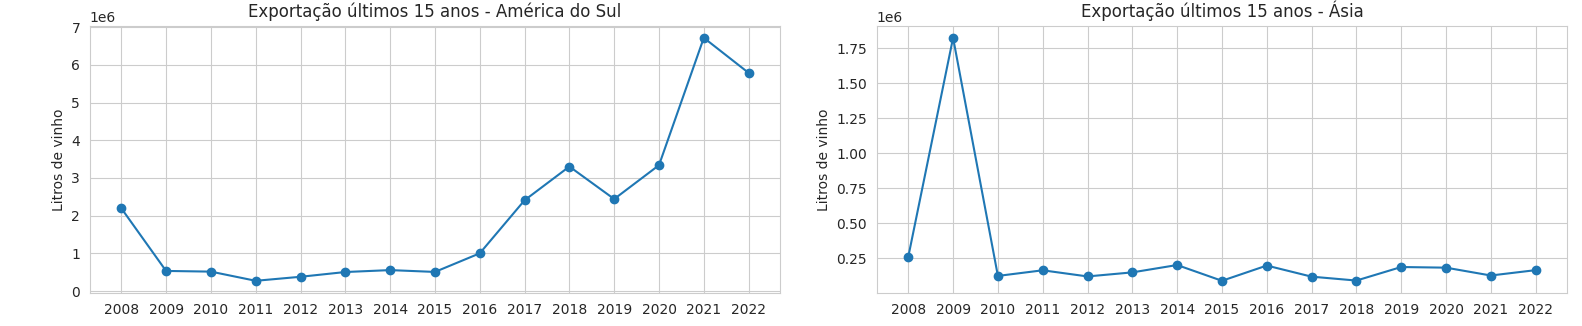 Exportação últimos 15 anos - América do Sul
1e6
7
6
5
4
3
2
1
0
Litros de vinho
2008 2009 2010 2011 2012 2013 2014 2015 2016 2017 2018 2019 2020 2021 2022
Exportação últimos 15 anos - Ásia
1e6
1.75
1.50
1.25
1.00
0.75
0.50
0.25
Litros de vinho
2008 2009 2010 2011 2012 2013 2014 2015 2016 2017 2018 2019 2020 2021 2022